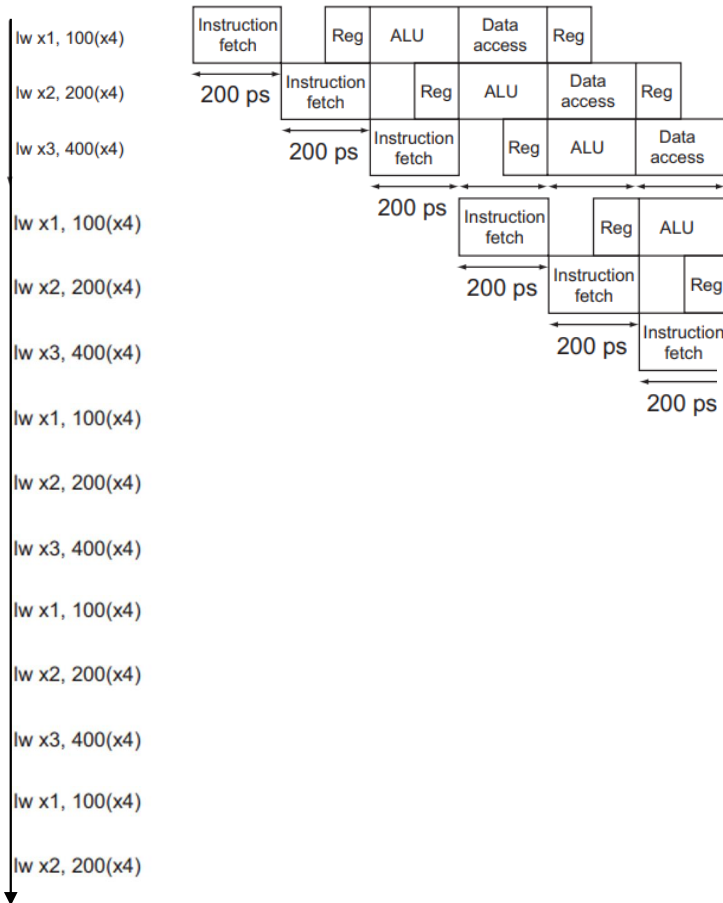 lw x1, 100(x4)
Instruction fetch
Reg
ALU
Data access
Reg
200 ps
lw x2, 200(x4)
Instruction fetch
Reg
ALU
Data access
Reg
200 ps
lw x3, 400(x4)
Instruction fetch
Reg
ALU
Data access
200 ps
lw x1, 100(x4)
Instruction fetch
Reg
ALU
200 ps
lw x2, 200(x4)
Instruction fetch
Reg
200 ps
lw x3, 400(x4)
Instruction fetch
200 ps
lw x1, 100(x4)
lw x2, 200(x4)
lw x3, 400(x4)
lw x1, 100(x4)
lw x2, 200(x4)
lw x3, 400(x4)
lw x1, 100(x4)
lw x2, 200(x4)